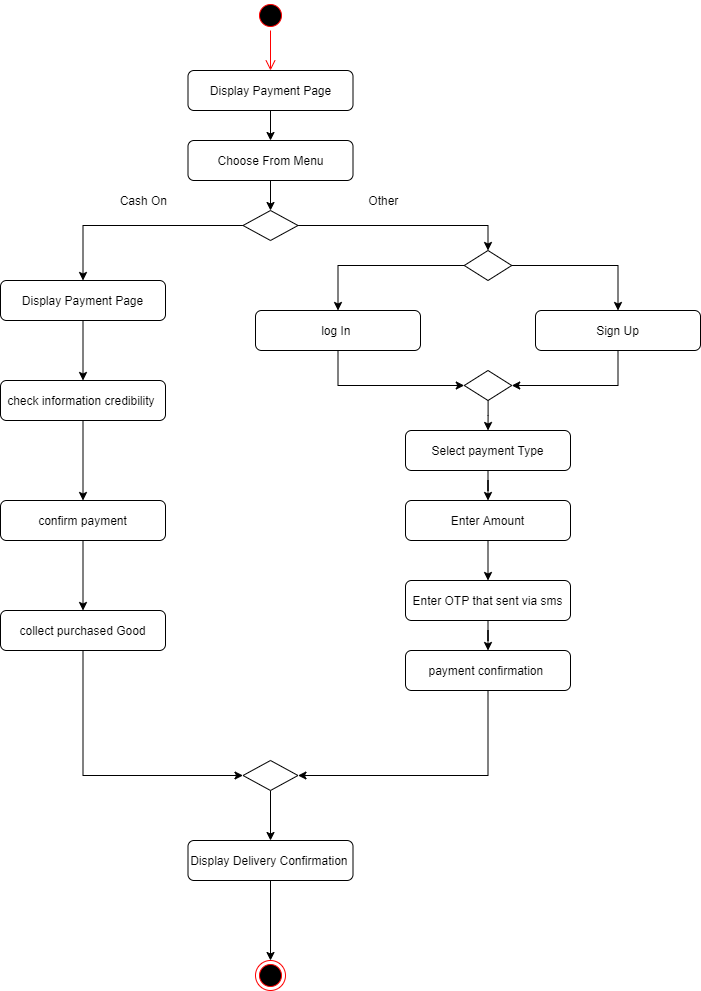 Display Payment Page
Choose From Menu
Cash On
Other
Display Payment Page
log In
Sign Up
check information credibility
Select payment Type
confirm payment
Enter Amount
Enter OTP that sent via sms
collect purchased Good
payment confirmation
Display Delivery Confirmation